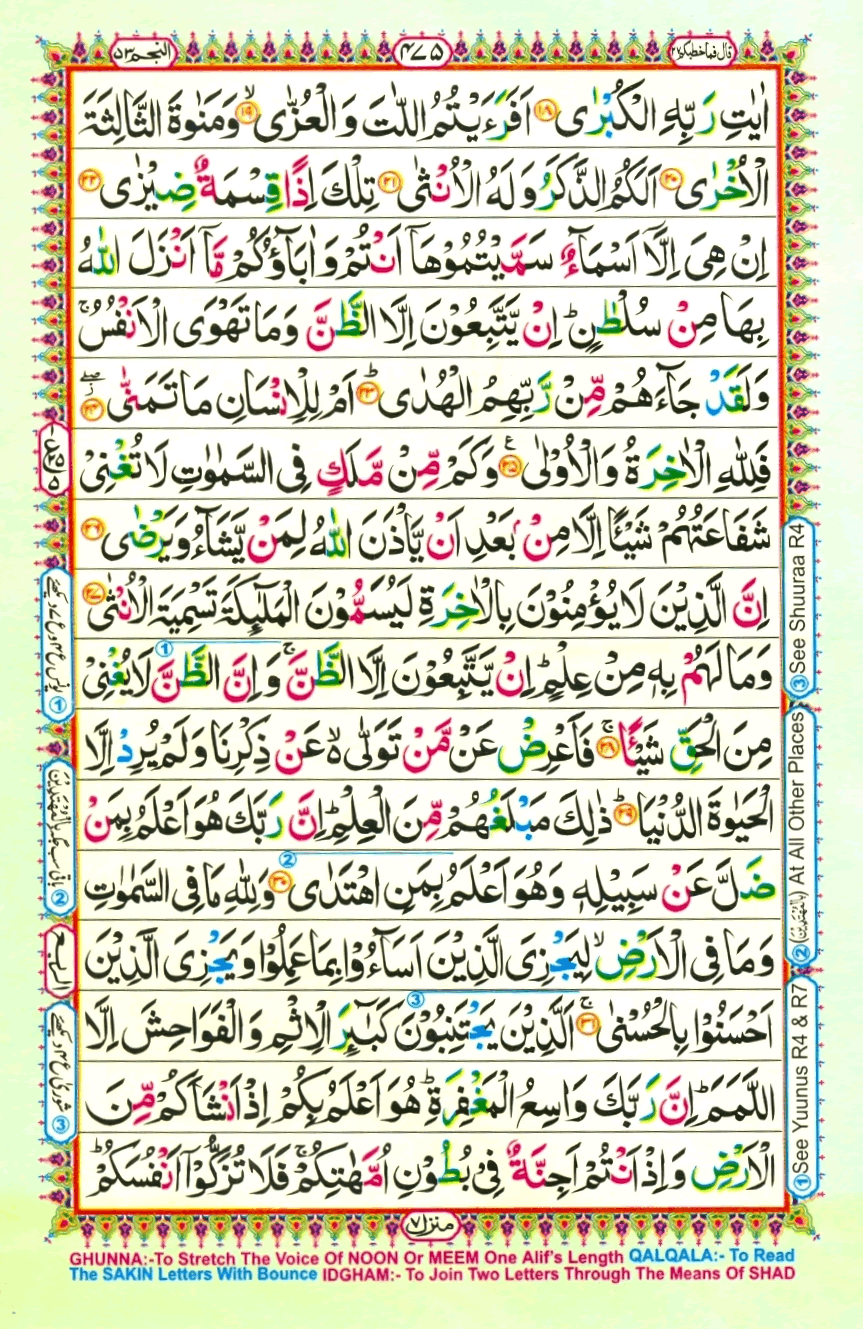 قال فما خطبکم ٢٧
٤٧٥
النجم ٥٣
اٰيٰتِ رَبِّهِ الْكُبْرٰى ۝١٨ اَفَرَءَيْتُمُ اللّٰتَ وَالْعُزّٰى ۝١٩ وَمَنٰوةَ الثَّالِثَةَ
الْاُخْرٰى ۝٢٠ اَلَكُمُ الذَّكَرُ وَلَهُ الْاُنْثٰى ۝٢١ تِلْكَ اِذًا قِسْمَةٌ ضِيْزٰى ۝٢٢
اِنْ هِىَ اِلَّاۤ اَسْمَآءٌ سَمَّيْتُمُوْهَاۤ اَنْتُمْ وَاٰبَآؤُكُمْ مَّاۤ اَنْزَلَ اللّٰهُ
بِهَا مِنْ سُلْطٰنٍ ؕ اِنْ يَّتَّبِعُوْنَ اِلَّا الظَّنَّ وَمَا تَهْوَى الْاَنْفُسُ ۚ
وَلَقَدْ جَآءَهُمْ مِّنْ رَّبِّهِمُ الْهُدٰى ؕ ۝٢٣ اَمْ لِلْاِنْسَانِ مَا تَمَنّٰى ۝٢٤
فَلِلّٰهِ الْاٰخِرَةُ وَالْاُوْلٰى ۝٢٥ وَكَمْ مِّنْ مَّلَكٍ فِى السَّمٰوٰتِ لَا تُغْنِىْ
شَفَاعَتُهُمْ شَيْـًٔا اِلَّا مِنْۢ بَعْدِ اَنْ يَّاْذَنَ اللّٰهُ لِمَنْ يَّشَآءُ وَيَرْضٰى ۝٢٦
اِنَّ الَّذِيْنَ لَا يُؤْمِنُوْنَ بِالْاٰخِرَةِ لَيُسَمُّوْنَ الْمَلٰٓئِكَةَ تَسْمِيَةَ الْاُنْثٰى ۝٢٧
وَمَا لَهُمْ بِهٖ مِنْ عِلْمٍ ؕ اِنْ يَّتَّبِعُوْنَ اِلَّا الظَّنَّ ۚ وَاِنَّ الظَّنَّ لَا يُغْنِىْ
مِنَ الْحَقِّ شَيْـًٔا ۚ ۝٢٨ فَاَعْرِضْ عَنْ مَّنْ تَوَلّٰى ۙ عَنْ ذِكْرِنَا وَلَمْ يُرِدْ اِلَّا
الْحَيٰوةَ الدُّنْيَا ؕ ۝٢٩ ذٰلِكَ مَبْلَغُهُمْ مِّنَ الْعِلْمِ ؕ اِنَّ رَبَّكَ هُوَ اَعْلَمُ بِمَنْ
ضَلَّ عَنْ سَبِيْلِهٖ وَهُوَ اَعْلَمُ بِمَنِ اهْتَدٰى ۝٣٠ وَلِلّٰهِ مَا فِى السَّمٰوٰتِ
وَمَا فِى الْاَرْضِ ۙ لِيَجْزِىَ الَّذِيْنَ اَسَآءُوْا بِمَا عَمِلُوْا وَيَجْزِىَ الَّذِيْنَ
اَحْسَنُوْا بِالْحُسْنٰى ۚ ۝٣١ اَلَّذِيْنَ يَجْتَنِبُوْنَ كَبٰٓئِرَ الْاِثْمِ وَالْفَوَاحِشَ اِلَّا
اللَّمَمَ ؕ اِنَّ رَبَّكَ وَاسِعُ الْمَغْفِرَةِ ؕ هُوَ اَعْلَمُ بِكُمْ اِذْ اَنْشَاَكُمْ مِّنَ
الْاَرْضِ وَاِذْ اَنْتُمْ اَجِنَّةٌ فِىْ بُطُوْنِ اُمَّهٰتِكُمْ ۚ فَلَا تُزَكُّوْۤا اَنْفُسَكُمْ ؕ
③ See Shuuraa R4
② (بِالْمُهْتَدِيْنَ) At All Other Places
① See Yuunus R4 & R7
الربع
منزل ٧
GHUNNA:-To Stretch The Voice Of NOON Or MEEM One Alif's Length QALQALA:- To Read
The SAKIN Letters With Bounce IDGHAM:- To Join Two Letters Through The Means Of SHAD